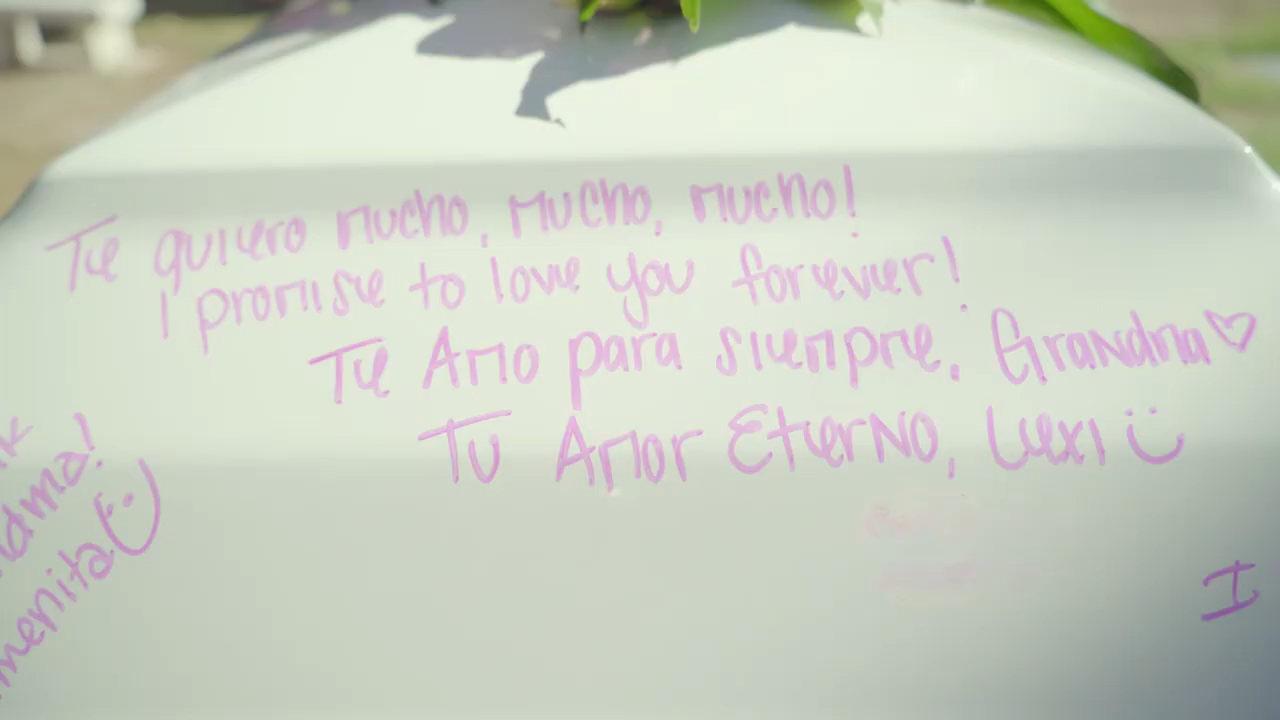 Te quiero mucho, mucho, mucho!
I promise to love you forever!
Te Amo para siempre, Grandma♡
Tu Amor Eterno, Lexi :)
I